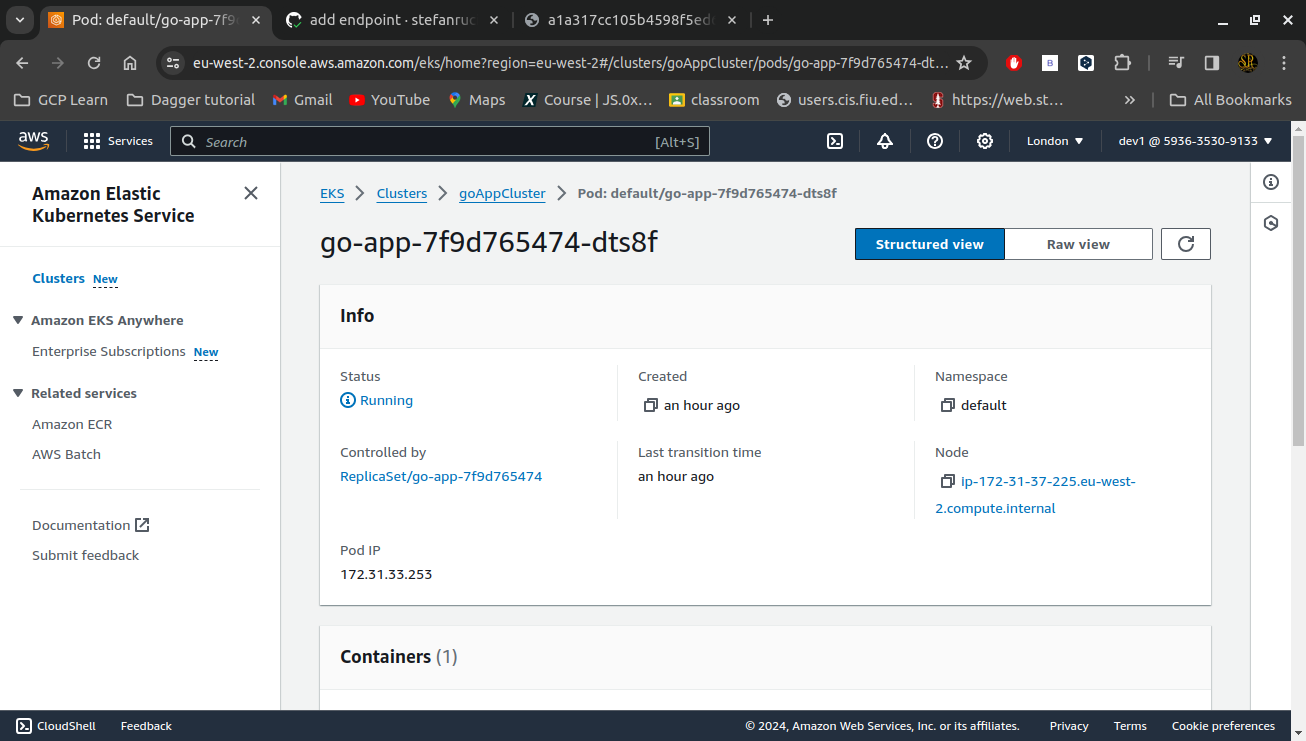 Pod: default/go-app-7f9
add endpoint · stefanruc
a1a317cc105b4598f5ed
eu-west-2.console.aws.amazon.com/eks/home?region=eu-west-2#/clusters/goAppCluster/pods/go-app-7f9d765474-dt...
GCP Learn
Dagger tutorial
Gmail
YouTube
Maps
Course | JS.0x...
classroom
users.cis.fiu.ed...
https://web.st...
»
All Bookmarks
aws
Services
Search
[Alt+S]
London
dev1 @ 5936-3530-9133
Amazon Elastic
Kubernetes Service
Clusters New
Amazon EKS Anywhere
Enterprise Subscriptions New
Related services
Amazon ECR
AWS Batch
Documentation
Submit feedback
EKS
Clusters
goAppCluster
Pod: default/go-app-7f9d765474-dts8f
go-app-7f9d765474-dts8f
Structured view
Raw view
Info
Status
Running
Created
an hour ago
Namespace
default
Controlled by
ReplicaSet/go-app-7f9d765474
Last transition time
an hour ago
Node
ip-172-31-37-225.eu-west-
2.compute.internal
Pod IP
172.31.33.253
Containers (1)
CloudShell
Feedback
© 2024, Amazon Web Services, Inc. or its affiliates.
Privacy
Terms
Cookie preferences